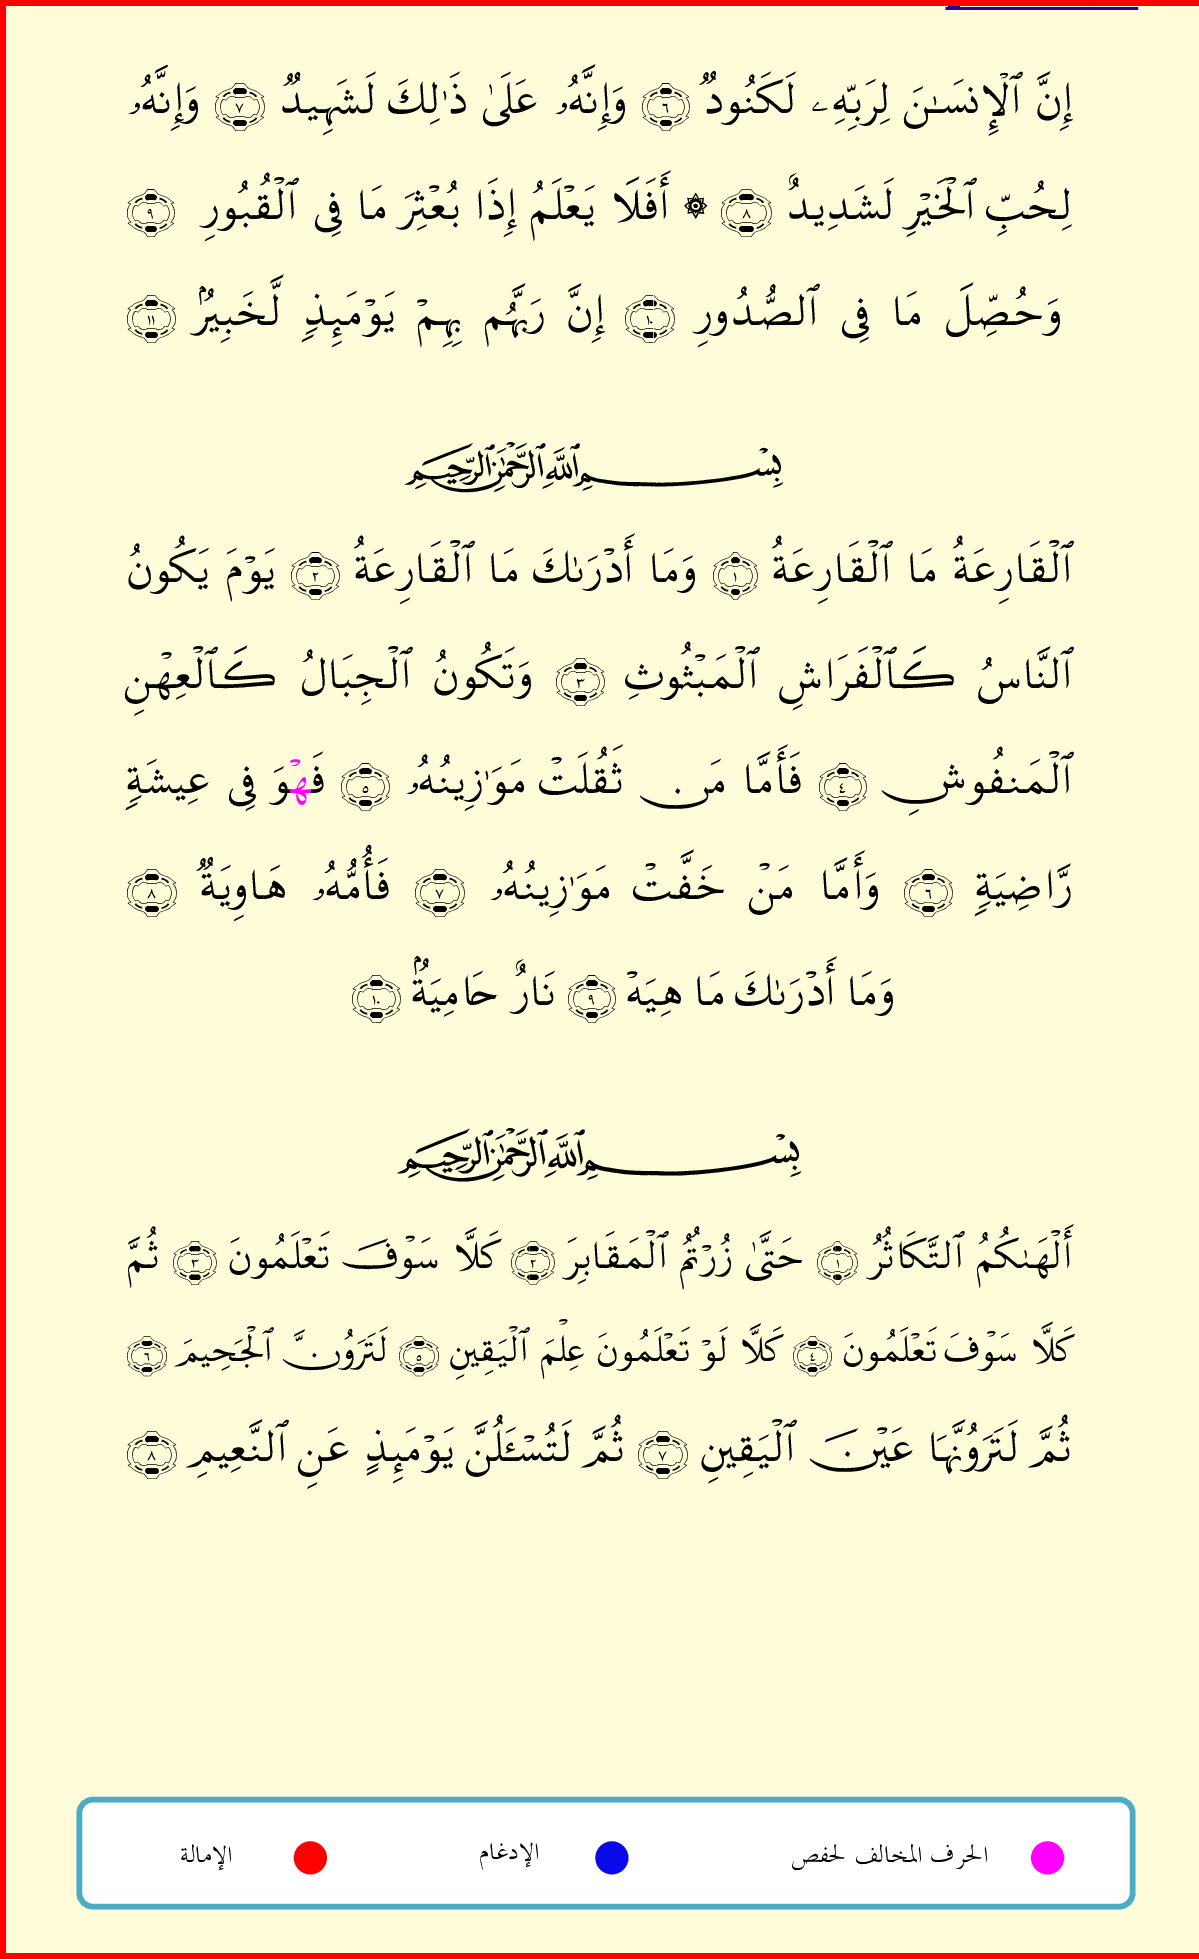 إِنَّ ٱلْإِنسَـٰنَ لِرَبِّهِۦ لَكَنُودٌ ٦ وَإِنَّهُۥ عَلَىٰ ذَٰلِكَ لَشَهِيدٌ ٧ وَإِنَّهُۥ
لِحُبِّ ٱلْخَيْرِ لَشَدِيدٌ ٨ ۞ أَفَلَا يَعْلَمُ إِذَا بُعْثِرَ مَا فِى ٱلْقُبُورِ ٩
وَحُصِّلَ مَا فِى ٱلصُّدُورِ ١٠ إِنَّ رَبَّهُم بِهِمْ يَوْمَئِذٍ لَّخَبِيرٌۢ ١١
بِسْمِ ٱللَّهِ ٱلرَّحْمَٰنِ ٱلرَّحِيمِ
ٱلْقَارِعَةُ مَا ٱلْقَارِعَةُ ١ وَمَا أَدْرَىٰكَ مَا ٱلْقَارِعَةُ ٢ يَوْمَ يَكُونُ
ٱلنَّاسُ كَٱلْفَرَاشِ ٱلْمَبْثُوثِ ٣ وَتَكُونُ ٱلْجِبَالُ كَٱلْعِهْنِ
ٱلْمَنفُوشِ ٤ فَأَمَّا مَن ثَقُلَتْ مَوَٰزِينُهُۥ ٥ فَهْوَ فِى عِيشَةٍ
رَّاضِيَةٍ ٦ وَأَمَّا مَنْ خَفَّتْ مَوَٰزِينُهُۥ ٧ فَأُمُّهُۥ هَاوِيَةٌ ٨
وَمَا أَدْرَىٰكَ مَا هِيَهْ ٩ نَارٌ حَامِيَةٌۢ ١٠
بِسْمِ ٱللَّهِ ٱلرَّحْمَٰنِ ٱلرَّحِيمِ
أَلْهَىٰكُمُ ٱلتَّكَاثُرُ ١ حَتَّىٰ زُرْتُمُ ٱلْمَقَابِرَ ٢ كَلَّا سَوْفَ تَعْلَمُونَ ٣ ثُمَّ
كَلَّا سَوْفَ تَعْلَمُونَ ٤ كَلَّا لَوْ تَعْلَمُونَ عِلْمَ ٱلْيَقِينِ ٥ لَتَرَوُنَّ ٱلْجَحِيمَ ٦
ثُمَّ لَتَرَوُنَّهَا عَيْنَ ٱلْيَقِينِ ٧ ثُمَّ لَتُسْـَٔلُنَّ يَوْمَئِذٍ عَنِ ٱلنَّعِيمِ ٨
الحرف المخالف لحفص الإدغام الإمالة